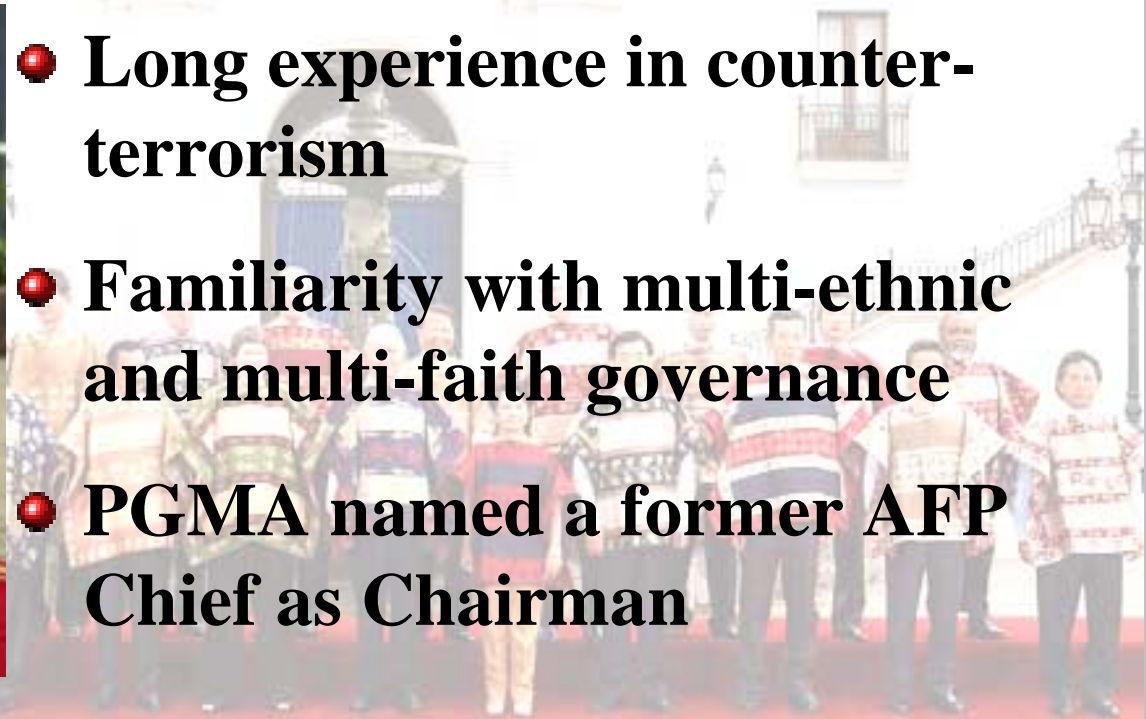 Long experience in counter-
terrorism
Familiarity with multi-ethnic
and multi-faith governance
PGMA named a former AFP
Chief as Chairman